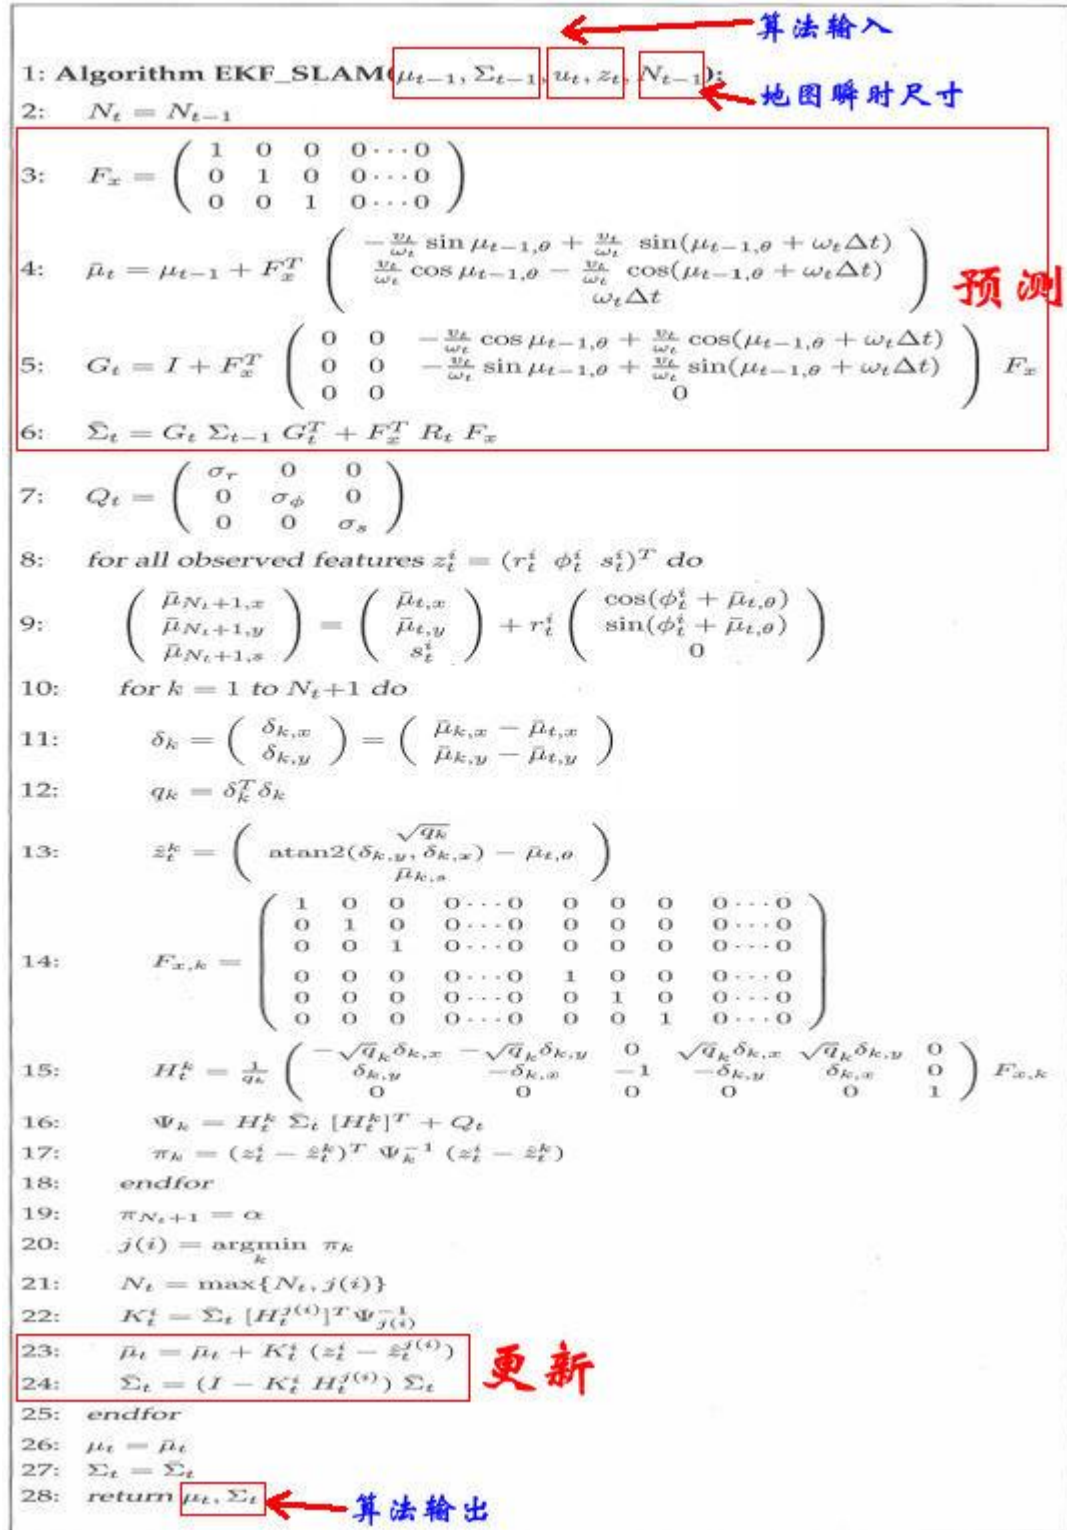 算法输入
1: Algorithm EKF_SLAM(μ_{t−1}, Σ_{t−1}, u_t, z_t, N_{t−1}):
地图瞬时尺寸
2: N_t = N_{t−1}
3: F_x = ( 1 0 0 0···0
0 1 0 0···0
0 0 1 0···0 )
4: μ̄_t = μ_{t−1} + F_x^T ( −v_t/ω_t sin μ_{t−1,θ} + v_t/ω_t sin(μ_{t−1,θ} + ω_tΔt)
v_t/ω_t cos μ_{t−1,θ} − v_t/ω_t cos(μ_{t−1,θ} + ω_tΔt)
ω_tΔt )
预测
5: G_t = I + F_x^T ( 0 0 −v_t/ω_t cos μ_{t−1,θ} + v_t/ω_t cos(μ_{t−1,θ} + ω_tΔt)
0 0 −v_t/ω_t sin μ_{t−1,θ} + v_t/ω_t sin(μ_{t−1,θ} + ω_tΔt)
0 0 0 ) F_x
6: Σ̄_t = G_t Σ_{t−1} G_t^T + F_x^T R_t F_x
7: Q_t = ( σ_r 0 0
0 σ_ϕ 0
0 0 σ_s )
8: for all observed features z_t^i = (r_t^i ϕ_t^i s_t^i)^T do
9: ( μ̄_{N_t+1,x}
μ̄_{N_t+1,y}
μ̄_{N_t+1,s} ) = ( μ̄_{t,x}
μ̄_{t,y}
s_t^i ) + r_t^i ( cos(ϕ_t^i + μ̄_{t,θ})
sin(ϕ_t^i + μ̄_{t,θ})
0 )
10: for k = 1 to N_t+1 do
11: δ_k = ( δ_{k,x}
δ_{k,y} ) = ( μ̄_{k,x} − μ̄_{t,x}
μ̄_{k,y} − μ̄_{t,y} )
12: q_k = δ_k^T δ_k
13: ẑ_t^k = ( √q_k
atan2(δ_{k,y}, δ_{k,x}) − μ̄_{t,θ}
μ̄_{k,s} )
14: F_{x,k} = ( 1 0 0 0···0 0 0 0 0···0
0 1 0 0···0 0 0 0 0···0
0 0 1 0···0 0 0 0 0···0
0 0 0 0···0 1 0 0 0···0
0 0 0 0···0 0 1 0 0···0
0 0 0 0···0 0 0 1 0···0 )
15: H_t^k = 1/q_k ( −√q_k δ_{k,x} −√q_k δ_{k,y} 0 √q_k δ_{k,x} √q_k δ_{k,y} 0
δ_{k,y} −δ_{k,x} −1 −δ_{k,y} δ_{k,x} 0
0 0 0 0 0 1 ) F_{x,k}
16: Ψ_k = H_t^k Σ̄_t [H_t^k]^T + Q_t
17: π_k = (z_t^i − ẑ_t^k)^T Ψ_k^{−1} (z_t^i − ẑ_t^k)
18: endfor
19: π_{N_t+1} = α
20: j(i) = argmin_k π_k
21: N_t = max{N_t, j(i)}
22: K_t^i = Σ̄_t [H_t^{j(i)}]^T Ψ_{j(i)}^{−1}
23: μ̄_t = μ̄_t + K_t^i (z_t^i − ẑ_t^{j(i)})
更新
24: Σ̄_t = (I − K_t^i H_t^{j(i)}) Σ̄_t
25: endfor
26: μ_t = μ̄_t
27: Σ_t = Σ̄_t
28: return μ_t, Σ_t
算法输出